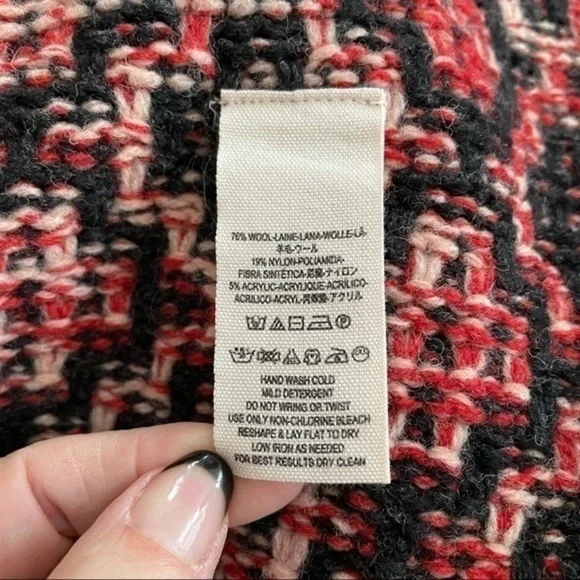 76% WOOL-LAINE-LANA-WOLLE-LÃ-
羊毛-ウール
19% NYLON-POLIAMIDA-
FIBRA SINTÉTICA-尼龍-ナイロン
5% ACRYLIC-ACRYLIQUE-ACRÍLICO-
ACRILICO-ACRYL-丙烯酸-アクリル
HAND WASH COLD
MILD DETERGENT
DO NOT WRING OR TWIST
USE ONLY NON-CHLORINE BLEACH
RESHAPE & LAY FLAT TO DRY
LOW IRON AS NEEDED
FOR BEST RESULTS DRY CLEAN